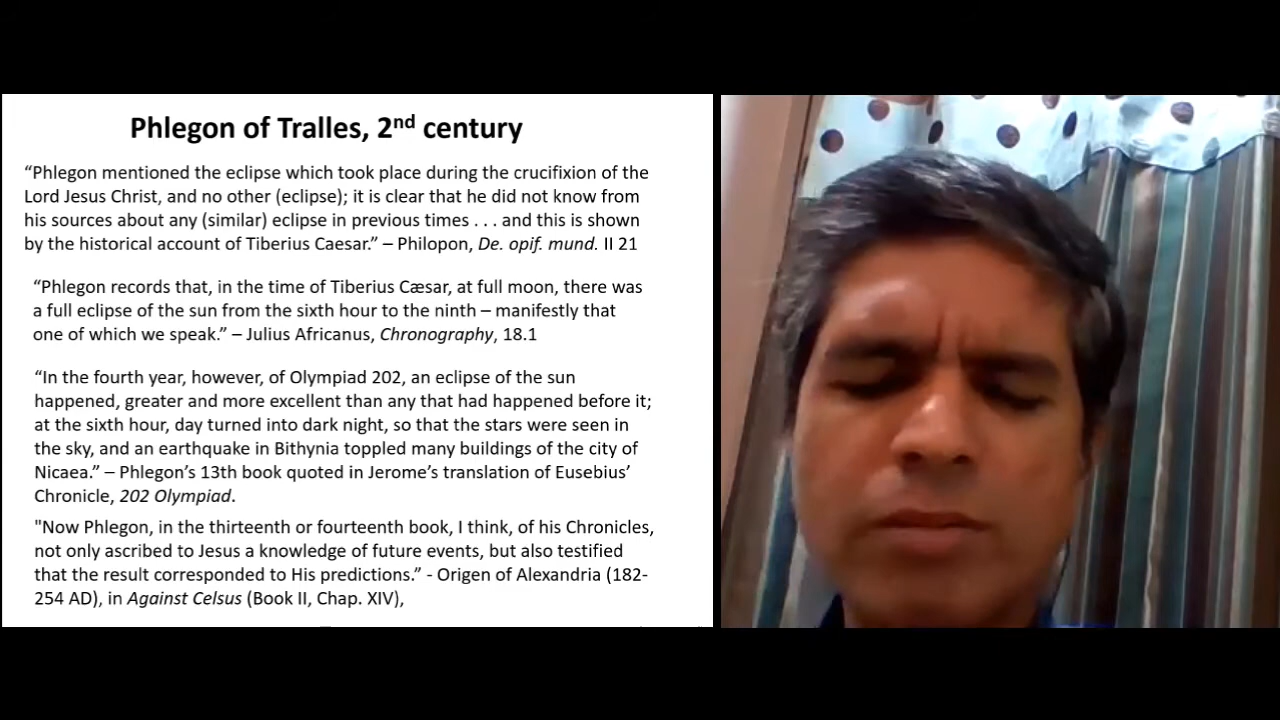 Phlegon of Tralles, 2nd century
“Phlegon mentioned the eclipse which took place during the crucifixion of the
Lord Jesus Christ, and no other (eclipse); it is clear that he did not know from
his sources about any (similar) eclipse in previous times . . . and this is shown
by the historical account of Tiberius Caesar.” – Philopon, De. opif. mund. II 21
“Phlegon records that, in the time of Tiberius Cæsar, at full moon, there was
a full eclipse of the sun from the sixth hour to the ninth – manifestly that
one of which we speak.” – Julius Africanus, Chronography, 18.1
“In the fourth year, however, of Olympiad 202, an eclipse of the sun
happened, greater and more excellent than any that had happened before it;
at the sixth hour, day turned into dark night, so that the stars were seen in
the sky, and an earthquake in Bithynia toppled many buildings of the city of
Nicaea.” – Phlegon’s 13th book quoted in Jerome’s translation of Eusebius’
Chronicle, 202 Olympiad.
"Now Phlegon, in the thirteenth or fourteenth book, I think, of his Chronicles,
not only ascribed to Jesus a knowledge of future events, but also testified
that the result corresponded to His predictions.” - Origen of Alexandria (182-
254 AD), in Against Celsus (Book II, Chap. XIV),